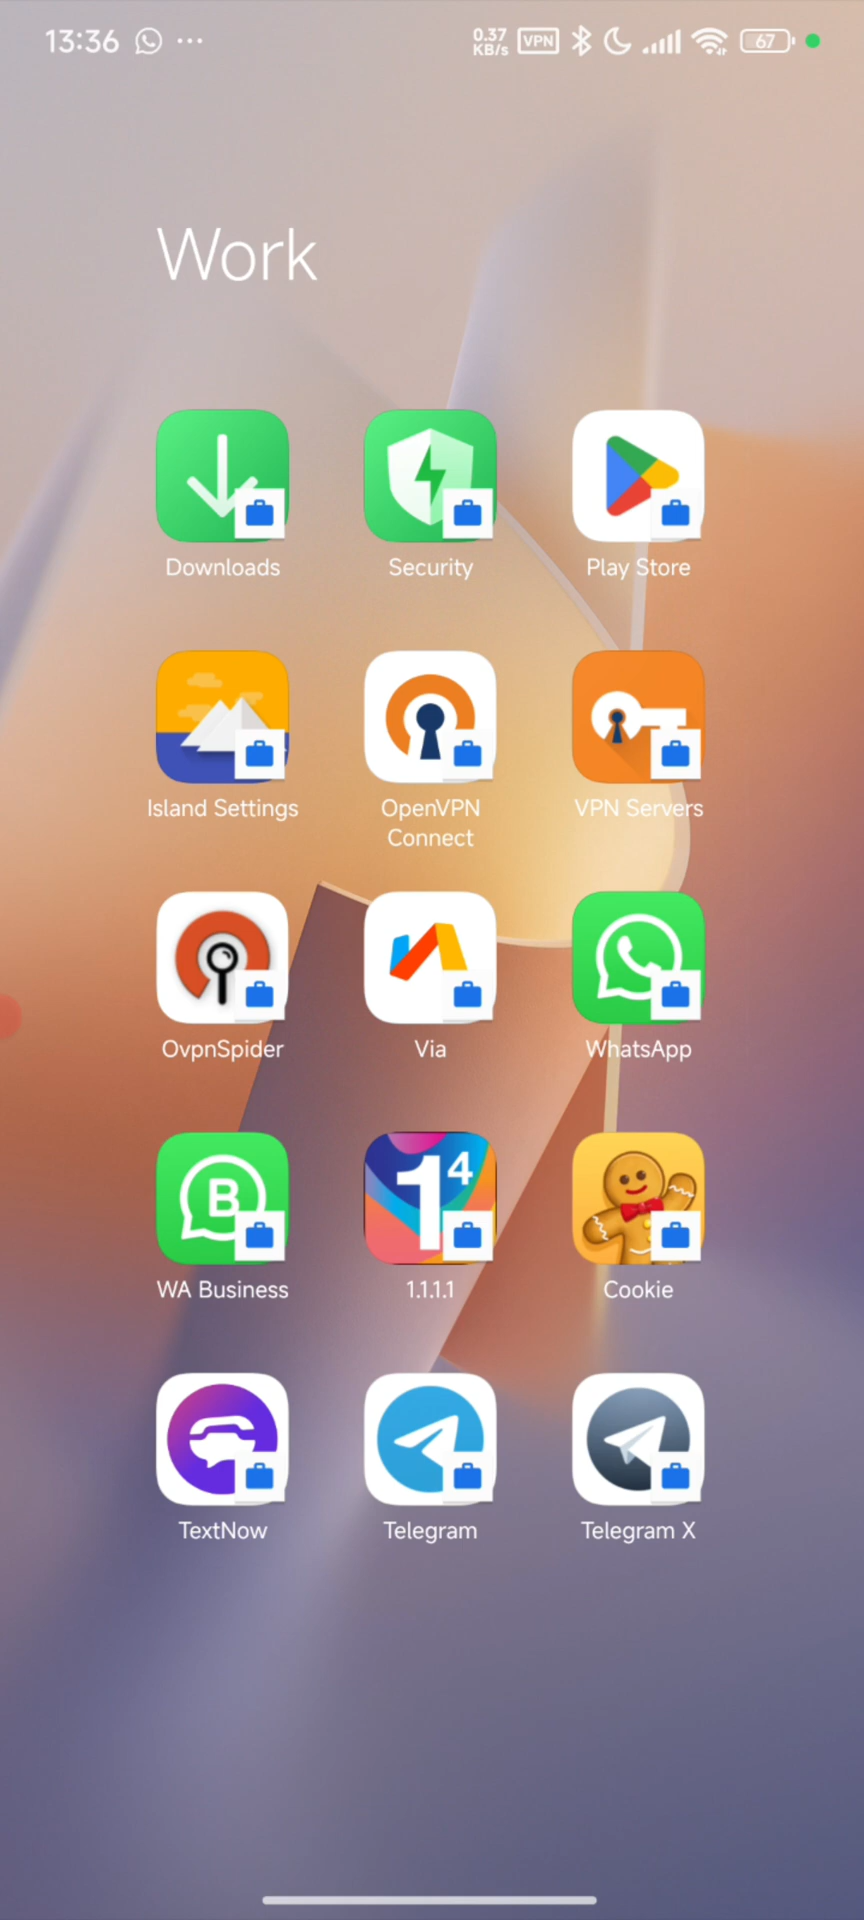 13:36
0.37
KB/s
VPN
67
Work
Downloads
Security
Play Store
Island Settings
OpenVPN
Connect
VPN Servers
OvpnSpider
Via
WhatsApp
B
WA Business
1⁴
1.1.1.1
Cookie
TextNow
Telegram
Telegram X